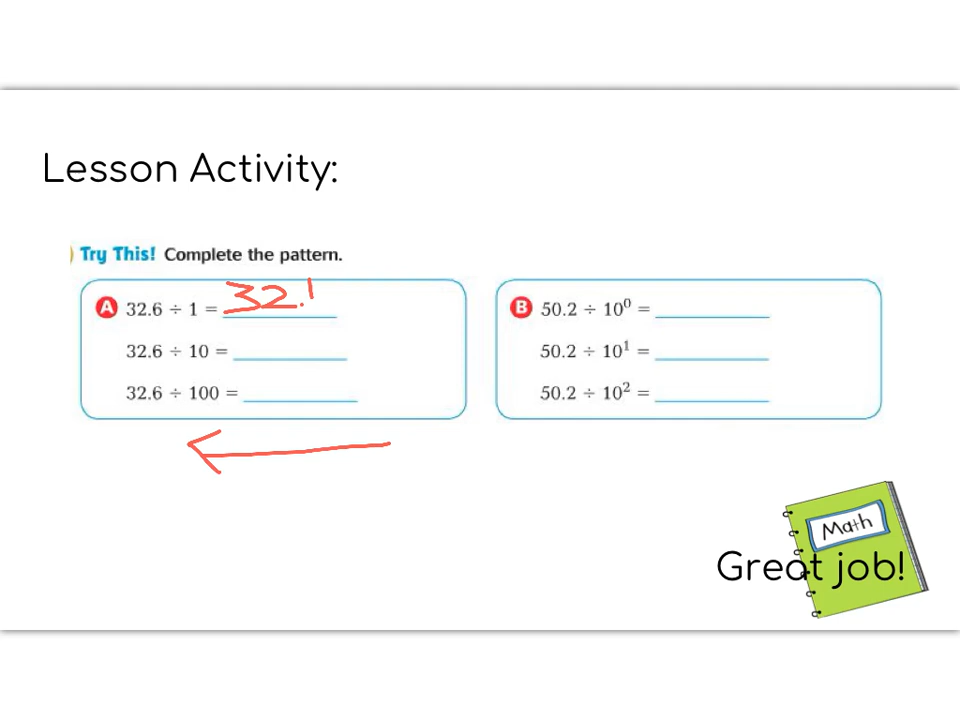 Lesson Activity:
Try This! Complete the pattern.
A 32.6 ÷ 1 = 32.
32.6 ÷ 10 =
32.6 ÷ 100 =
B 50.2 ÷ 10⁰ =
50.2 ÷ 10¹ =
50.2 ÷ 10² =
Math
Great job!